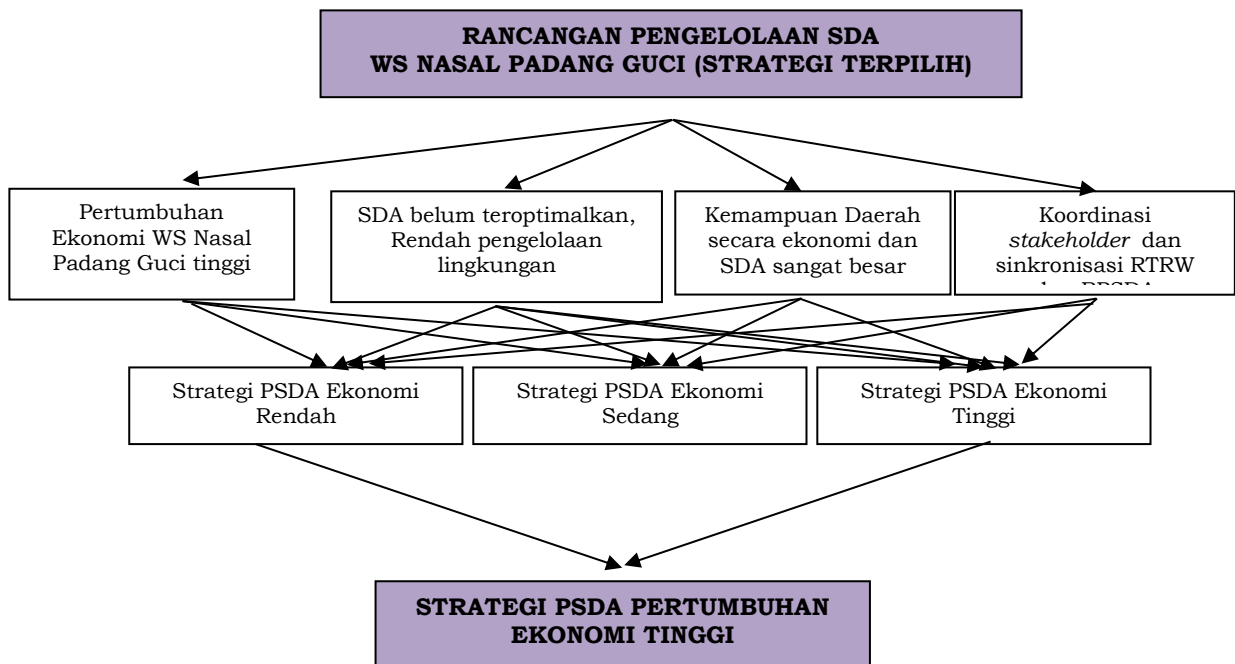 RANCANGAN PENGELOLAAN SDA
WS NASAL PADANG GUCI (STRATEGI TERPILIH)
Pertumbuhan
Ekonomi WS Nasal
Padang Guci tinggi
SDA belum teroptimalkan,
Rendah pengelolaan
lingkungan
Kemampuan Daerah
secara ekonomi dan
SDA sangat besar
Koordinasi
stakeholder dan
sinkronisasi RTRW
Strategi PSDA Ekonomi
Rendah
Strategi PSDA Ekonomi
Sedang
Strategi PSDA Ekonomi
Tinggi
STRATEGI PSDA PERTUMBUHAN
EKONOMI TINGGI